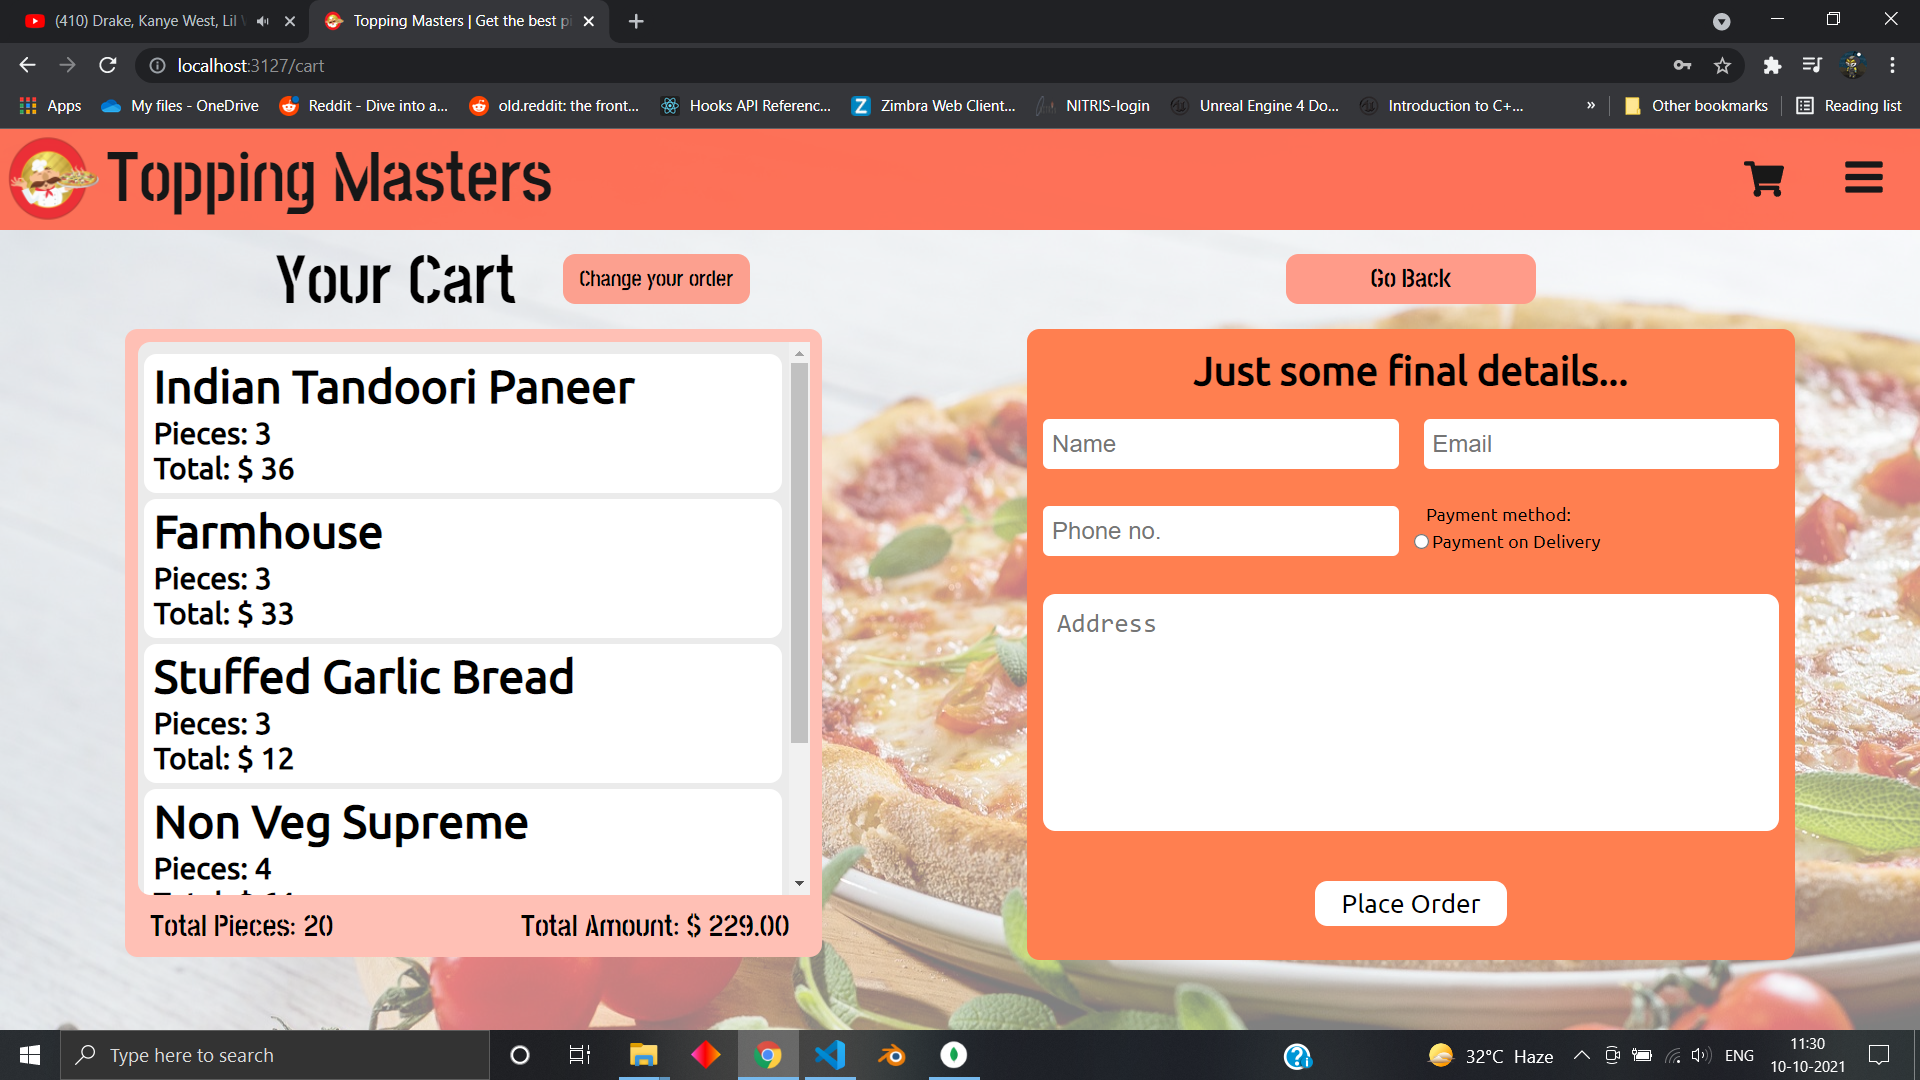 (410) Drake, Kanye West, Lil
Topping Masters | Get the best pi
localhost:3127/cart
Apps
My files - OneDrive
Reddit - Dive into a...
old.reddit: the front...
Hooks API Referenc...
Zimbra Web Client...
NITRIS-login
Unreal Engine 4 Do...
Introduction to C+...
»
Other bookmarks
Reading list
Topping Masters
Your Cart
Change your order
Go Back
Indian Tandoori Paneer
Pieces: 3
Total: $ 36
Farmhouse
Pieces: 3
Total: $ 33
Stuffed Garlic Bread
Pieces: 3
Total: $ 12
Non Veg Supreme
Pieces: 4
Total Pieces: 20
Total Amount: $ 229.00
Just some final details...
Name
Email
Phone no.
Payment method:
Payment on Delivery
Address
Place Order
Type here to search
32°C Haze
ENG
11:30
10-10-2021